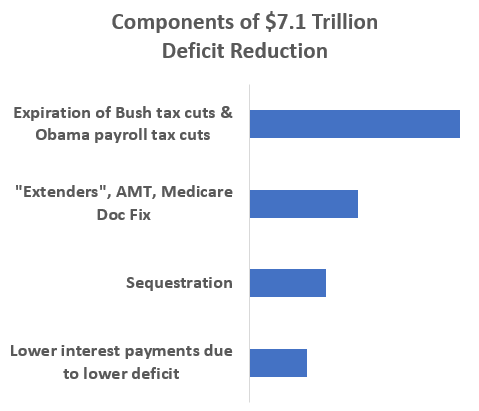 Components of $7.1 Trillion
Deficit Reduction
Expiration of Bush tax cuts &
Obama payroll tax cuts
"Extenders", AMT, Medicare
Doc Fix
Sequestration
Lower interest payments due
to lower deficit